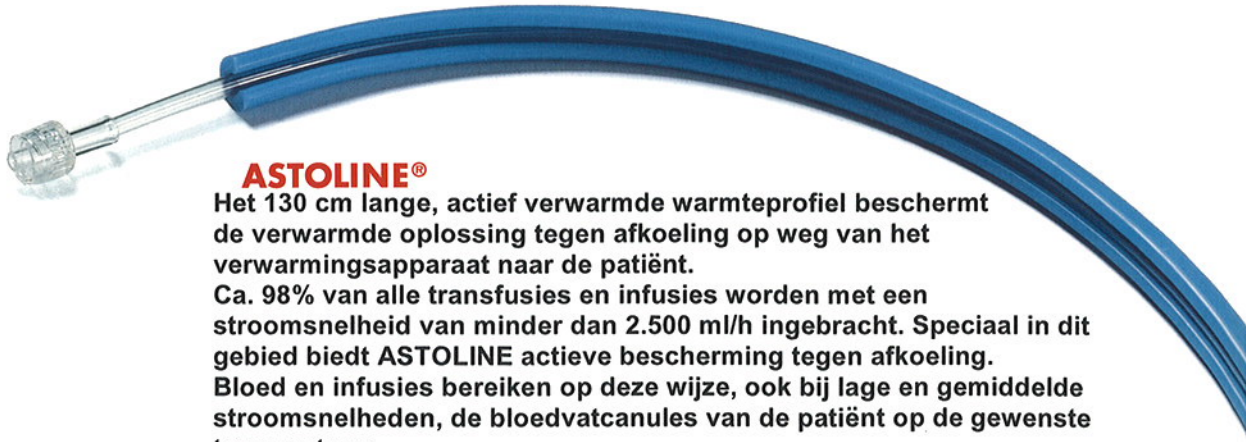 ASTOLINE®
Het 130 cm lange, actief verwarmde warmteprofiel beschermt
de verwarmde oplossing tegen afkoeling op weg van het
verwarmingsapparaat naar de patiënt.
Ca. 98% van alle transfusies en infusies worden met een
stroomsnelheid van minder dan 2.500 ml/h ingebracht. Speciaal in dit
gebied biedt ASTOLINE actieve bescherming tegen afkoeling.
Bloed en infusies bereiken op deze wijze, ook bij lage en gemiddelde
stroomsnelheden, de bloedvatcanules van de patiënt op de gewenste